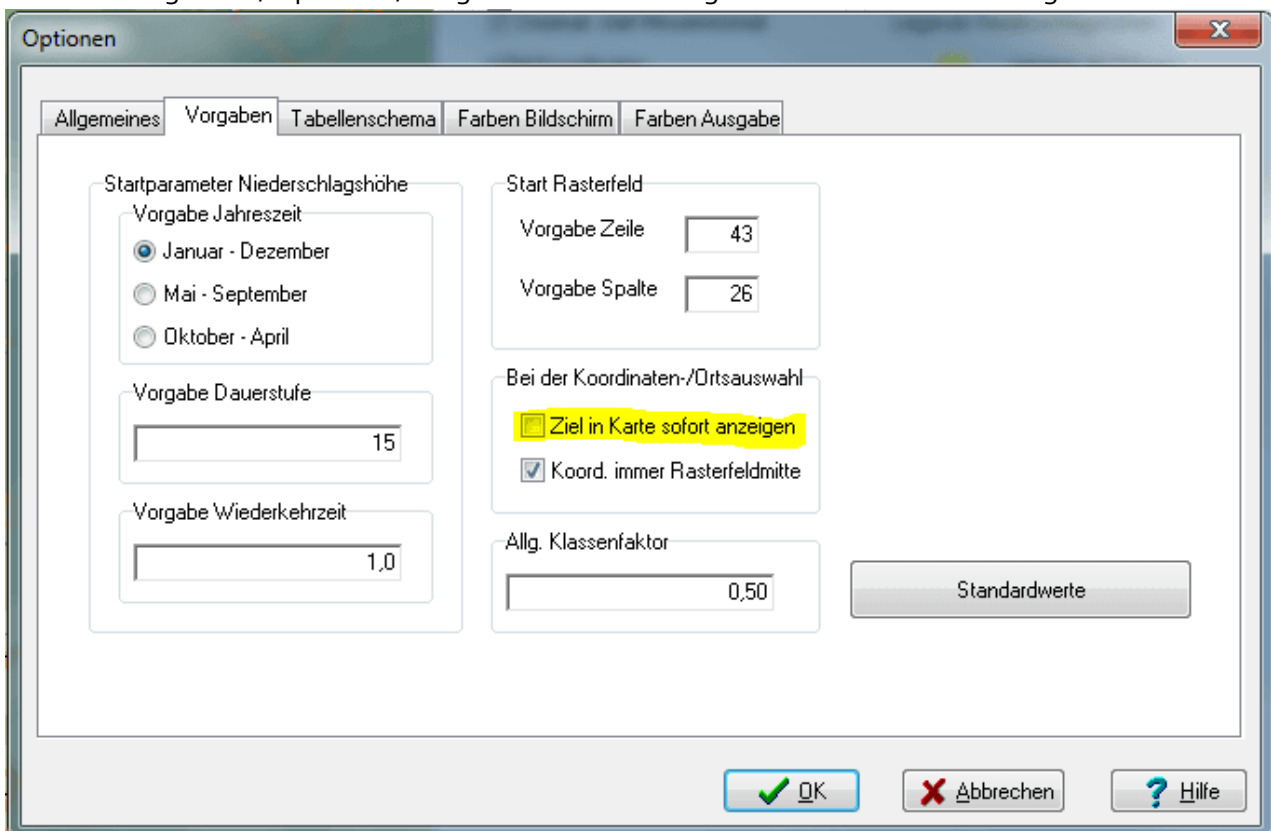 Optionen
Allgemeines Vorgaben Tabellenschema Farben Bildschirm Farben Ausgabe
Startparameter Niederschlagshöhe
Vorgabe Jahreszeit
Januar - Dezember
Mai - September
Oktober - April
Vorgabe Dauerstufe
15
Vorgabe Wiederkehrzeit
1,0
Start Rasterfeld
Vorgabe Zeile 43
Vorgabe Spalte 26
Bei der Koordinaten-/Ortsauswahl
Ziel in Karte sofort anzeigen
Koord. immer Rasterfeldmitte
Allg. Klassenfaktor
0,50
Standardwerte
OK Abbrechen Hilfe